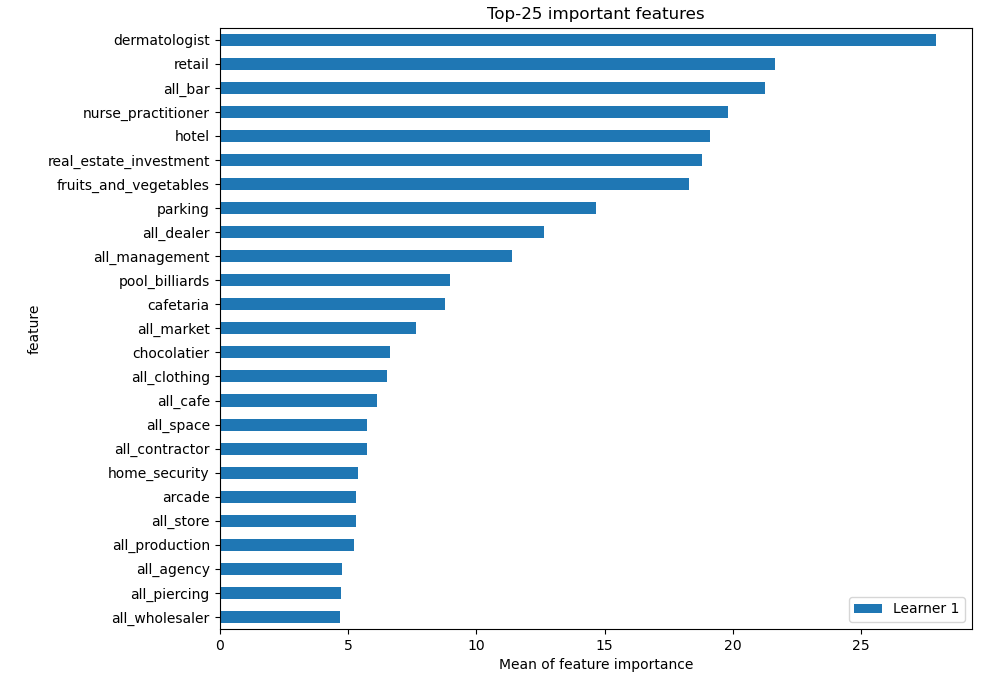 Top-25 important features
dermatologist
retail
all_bar
nurse_practitioner
hotel
real_estate_investment
fruits_and_vegetables
parking
all_dealer
all_management
pool_billiards
cafetaria
all_market
chocolatier
all_clothing
all_cafe
all_space
all_contractor
home_security
arcade
all_store
all_production
all_agency
all_piercing
all_wholesaler
feature
Learner 1
0 5 10 15 20 25
Mean of feature importance